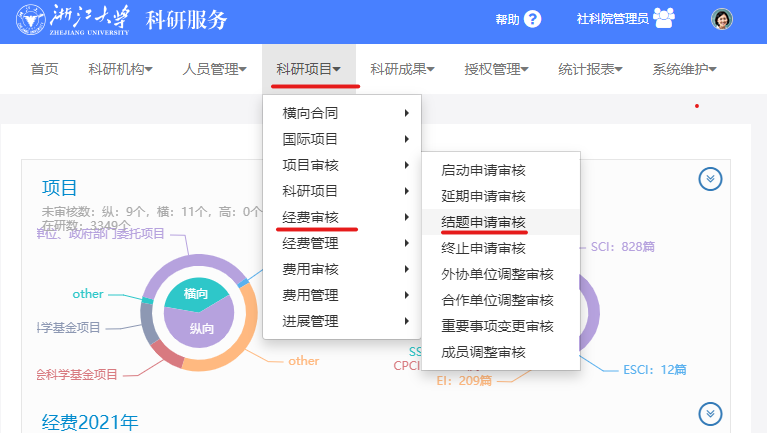 浙江大学
ZHEJIANG UNIVERSITY
科研服务
帮助
社科院管理员
首页 科研机构 人员管理 科研项目 科研成果 授权管理 统计报表 系统维护
横向合同
国际项目
项目审核
科研项目
经费审核
经费管理
费用审核
费用管理
进展管理
启动申请审核
延期申请审核
结题申请审核
终止申请审核
外协单位调整审核
合作单位调整审核
重要事项变更审核
成员调整审核
项目
未审核数：纵：9个，横：11个，高：0个
在研数：3349个
单位、政府部门委托项目
other
科学基金项目
会科学基金项目
横向
纵向
other
SCI：828篇
SS
CPCI
EI：209篇
ESCI：12篇
经费2021年